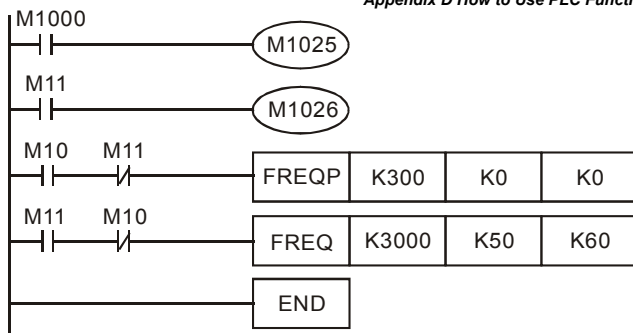 Appendix D How to Use PLC Functi
M1000
M1025
M11
M1026
M10 M11
FREQP K300 K0 K0
M11 M10
FREQ K3000 K50 K60
END